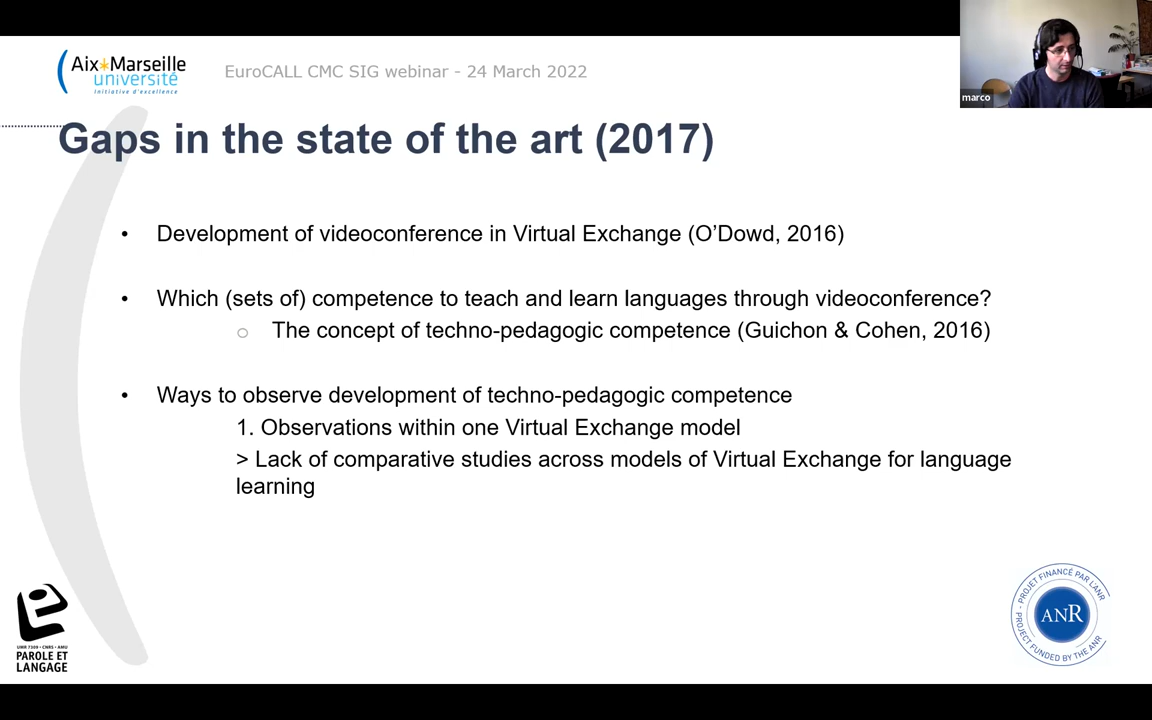 Aix*Marseille
université
Initiative d'excellence
EuroCALL CMC SIG webinar - 24 March 2022
marco
Gaps in the state of the art (2017)
• Development of videoconference in Virtual Exchange (O’Dowd, 2016)
• Which (sets of) competence to teach and learn languages through videoconference?
○ The concept of techno-pedagogic competence (Guichon & Cohen, 2016)
• Ways to observe development of techno-pedagogic competence
1. Observations within one Virtual Exchange model
> Lack of comparative studies across models of Virtual Exchange for language
learning
UMR 7309 • CNRS • AMU
PAROLE ET
LANGAGE
PROJET FINANCÉ PAR L'ANR
ANR
PROJECT FUNDED BY THE ANR